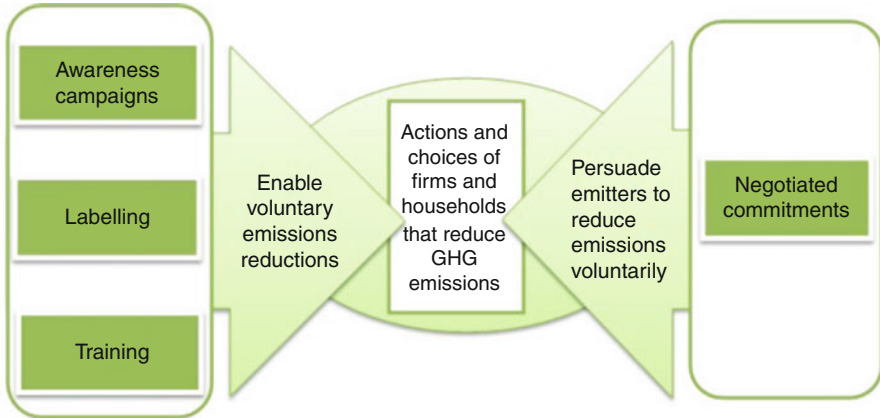 Awareness
campaigns
Labelling
Training
Enable
voluntary
emissions
reductions
Actions and
choices of
firms and
households
that reduce
GHG
emissions
Persuade
emitters to
reduce
emissions
voluntarily
Negotiated
commitments